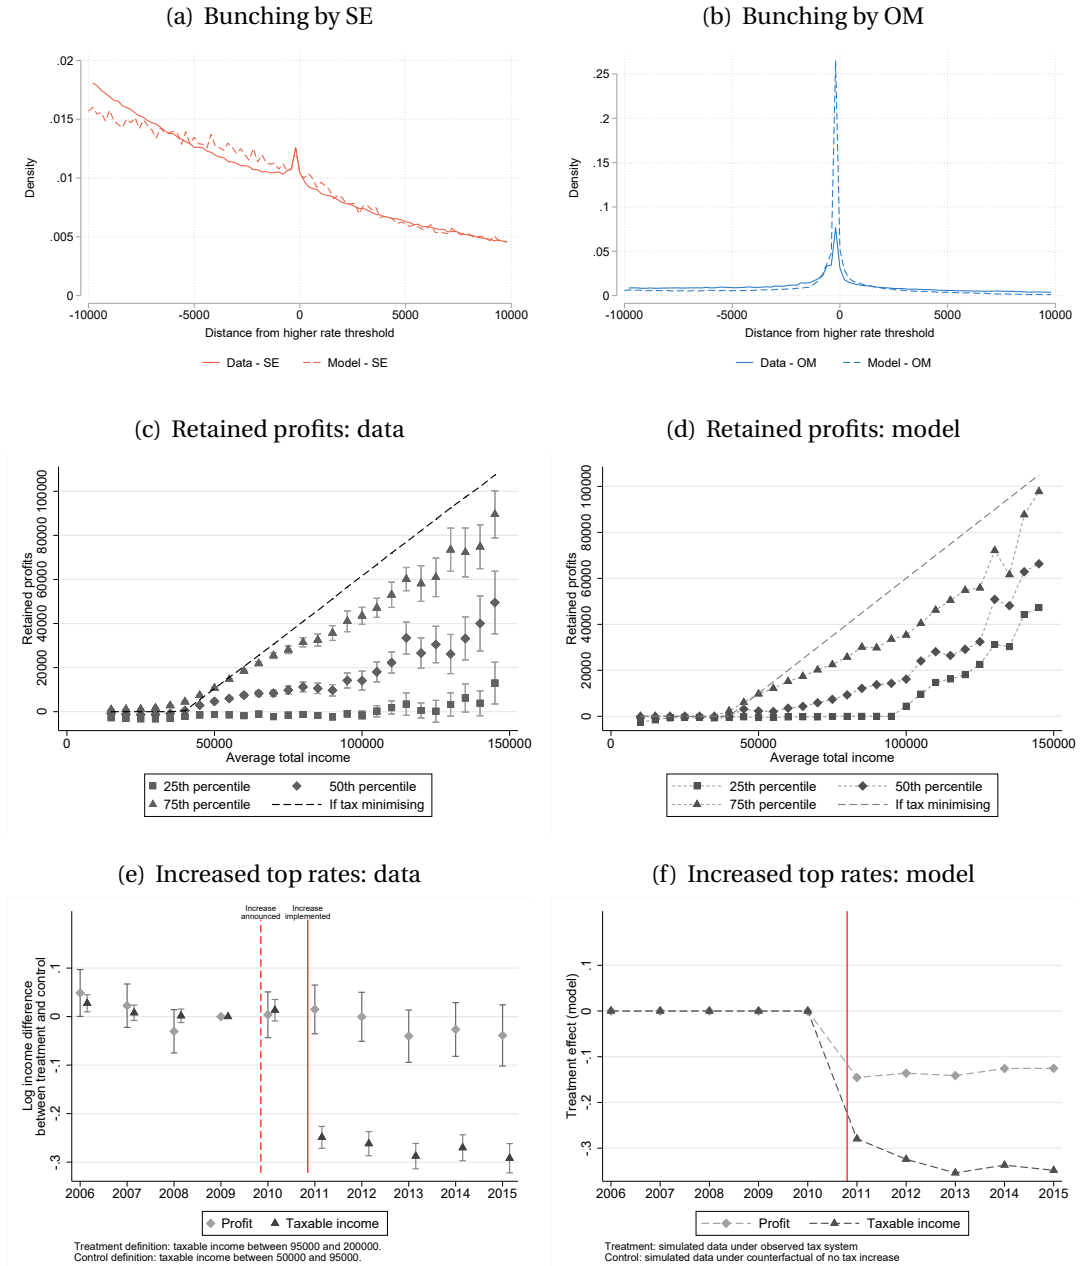 (a) Bunching by SE
.02
.015
.01
.005
0
Density
-10000
-5000
0
5000
10000
Distance from higher rate threshold
Data - SE
Model - SE
(b) Bunching by OM
.25
.2
.15
.1
.05
0
Density
-10000
-5000
0
5000
10000
Distance from higher rate threshold
Data - OM
Model - OM
(c) Retained profits: data
Retained profits
0 20000 40000 60000 80000 100000
0
50000
100000
150000
Average total income
25th percentile
50th percentile
75th percentile
If tax minimising
(d) Retained profits: model
Retained profits
0 20000 40000 60000 80000 100000
0
50000
100000
150000
Average total income
25th percentile
50th percentile
75th percentile
If tax minimising
(e) Increased top rates: data
Increase
announced
Increase
implemented
Log income difference
between treatment and control
-.3 -.2 -.1 0 .1
2006 2007 2008 2009 2010 2011 2012 2013 2014 2015
Profit
Taxable income
Treatment definition: taxable income between 95000 and 200000.
Control definition: taxable income between 50000 and 95000.
(f) Increased top rates: model
Treatment effect (model)
-.3 -.2 -.1 0 .1
2006 2007 2008 2009 2010 2011 2012 2013 2014 2015
Profit
Taxable income
Treatment: simulated data under observed tax system
Control: simulated data under counterfactual of no tax increase